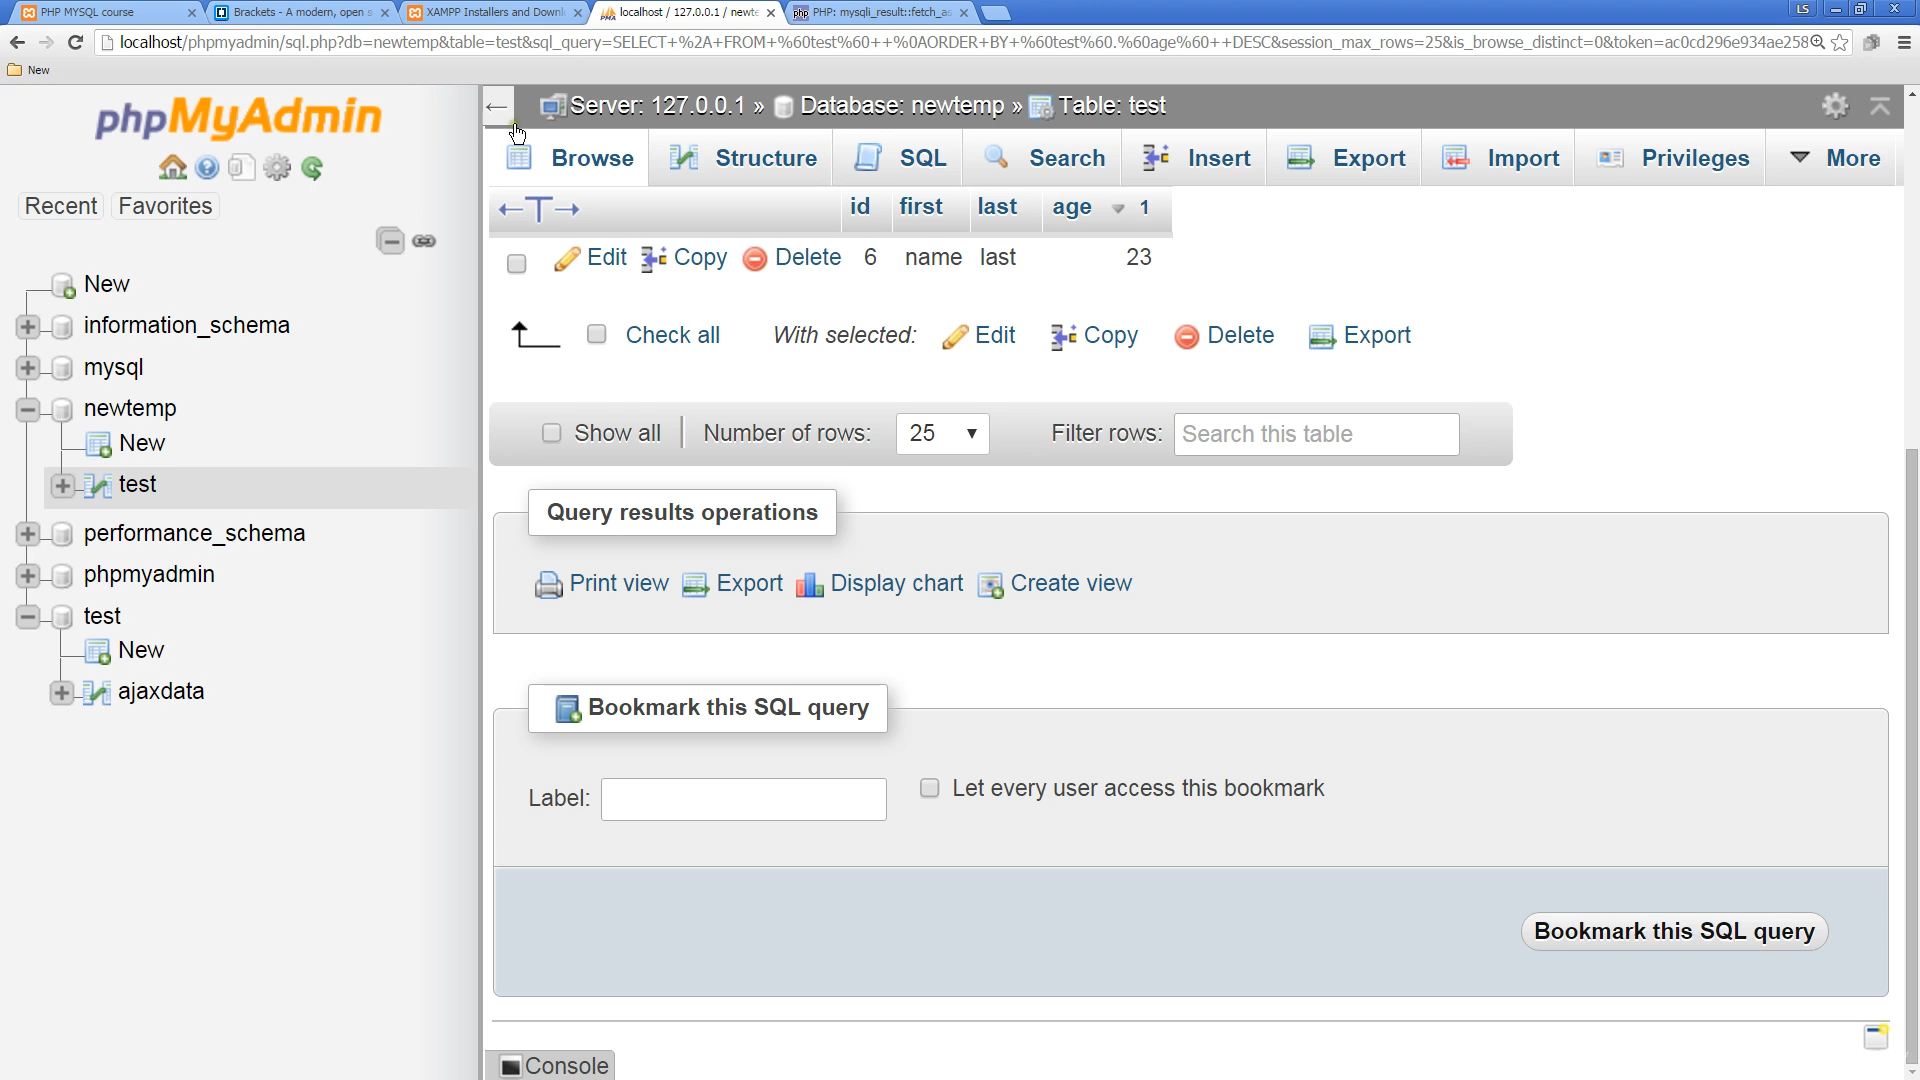 PHP MYSQL course
Brackets - A modern, open s
XAMPP Installers and Downl
localhost / 127.0.0.1 / newte
PHP: mysqli_result::fetch_as
LS
localhost/phpmyadmin/sql.php?db=newtemp&table=test&sql_query=SELECT+%2A+FROM+%60test%60++%0AORDER+BY+%60test%60.%60age%60++DESC&session_max_rows=25&is_browse_distinct=0&token=ac0cd296e934ae258
New
phpMyAdmin
Recent Favorites
New
information_schema
mysql
newtemp
New
test
performance_schema
phpmyadmin
test
New
ajaxdata
Server: 127.0.0.1 » Database: newtemp » Table: test
Browse Structure SQL Search Insert Export Import Privileges More
id first last age 1
Edit Copy Delete 6 name last 23
Check all With selected: Edit Copy Delete Export
Show all Number of rows: 25 Filter rows: Search this table
Query results operations
Print view Export Display chart Create view
Bookmark this SQL query
Label: Let every user access this bookmark
Bookmark this SQL query
Console